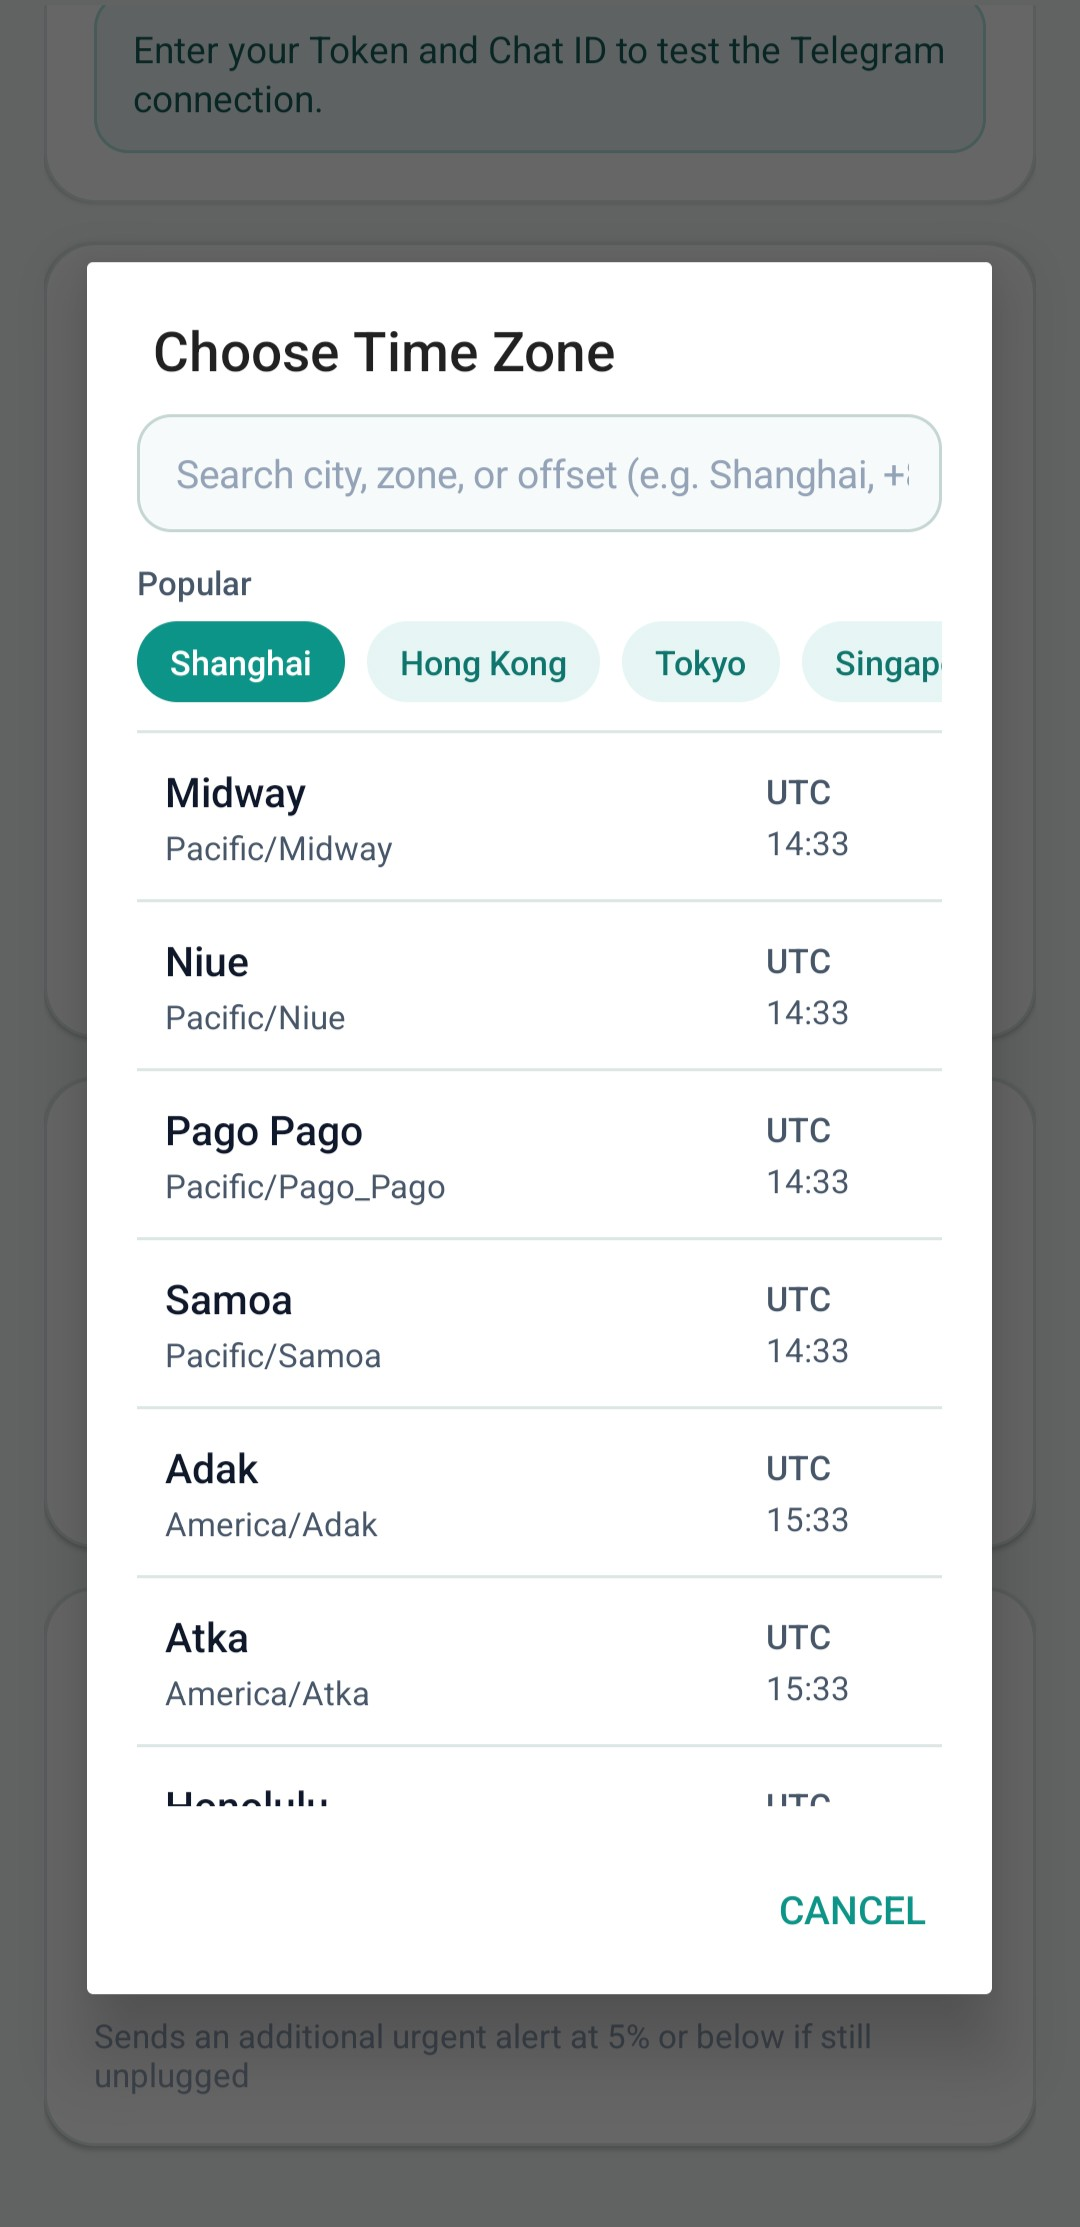 Enter your Token and Chat ID to test the Telegram
connection.
Choose Time Zone
Search city, zone, or offset (e.g. Shanghai,
Popular
Shanghai
Hong Kong
Tokyo
Singap
Midway
UTC
Pacific/Midway
14:33
Niue
UTC
Pacific/Niue
14:33
Pago Pago
UTC
Pacific/Pago_Pago
14:33
Samoa
UTC
Pacific/Samoa
14:33
Adak
UTC
America/Adak
15:33
Atka
UTC
America/Atka
15:33
Honolulu
UTC
CANCEL
Sends an additional urgent alert at 5% or below if still
unplugged